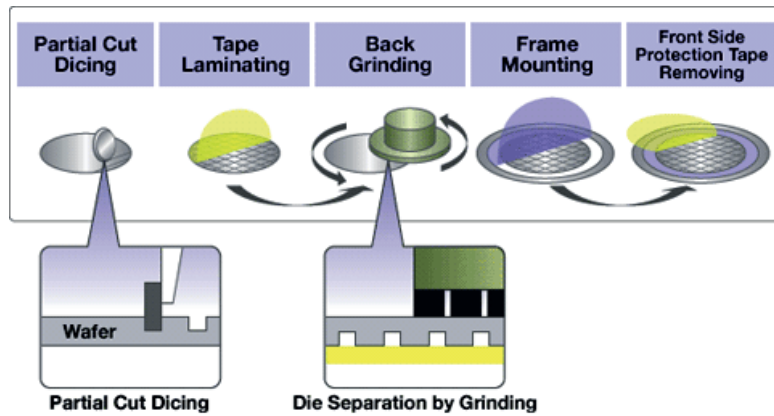 Partial Cut
Dicing
Tape
Laminating
Back
Grinding
Frame
Mounting
Front Side
Protection Tape
Removing
Wafer
Partial Cut Dicing
Die Separation by Grinding